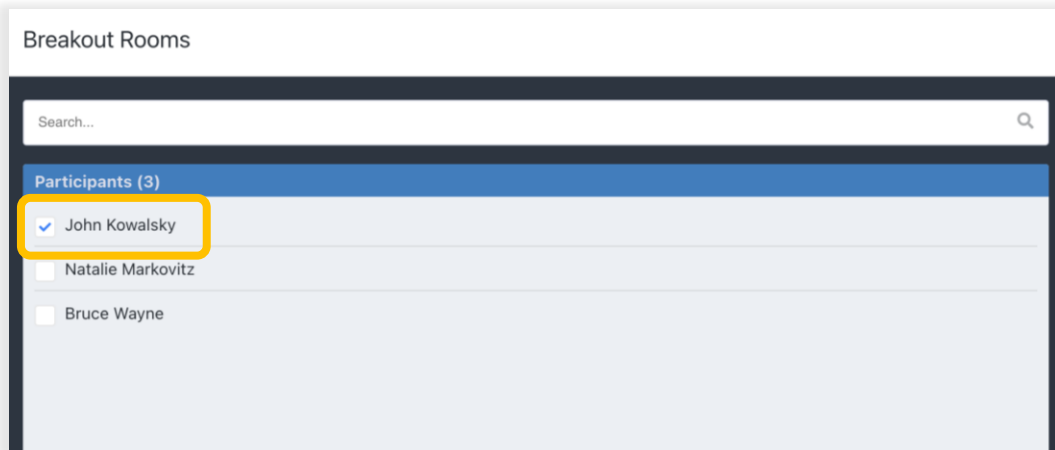 Breakout Rooms
Search...
Participants (3)
John Kowalsky
Natalie Markovitz
Bruce Wayne